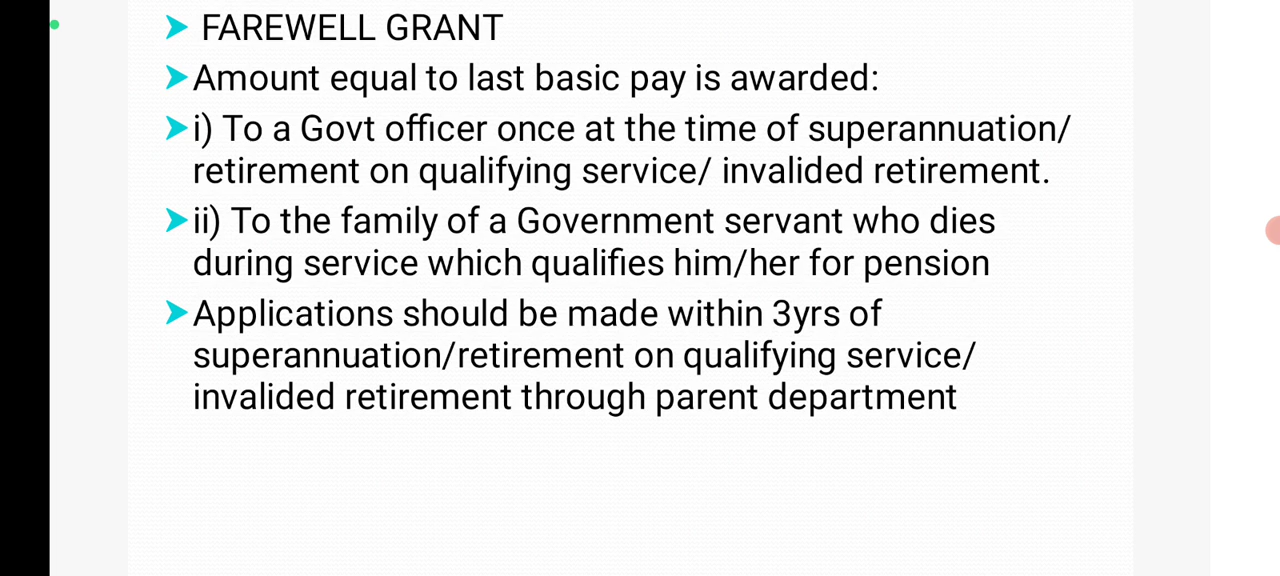 FAREWELL GRANT
Amount equal to last basic pay is awarded:
i) To a Govt officer once at the time of superannuation/
retirement on qualifying service/ invalided retirement.
ii) To the family of a Government servant who dies
during service which qualifies him/her for pension
Applications should be made within 3yrs of
superannuation/retirement on qualifying service/
invalided retirement through parent department